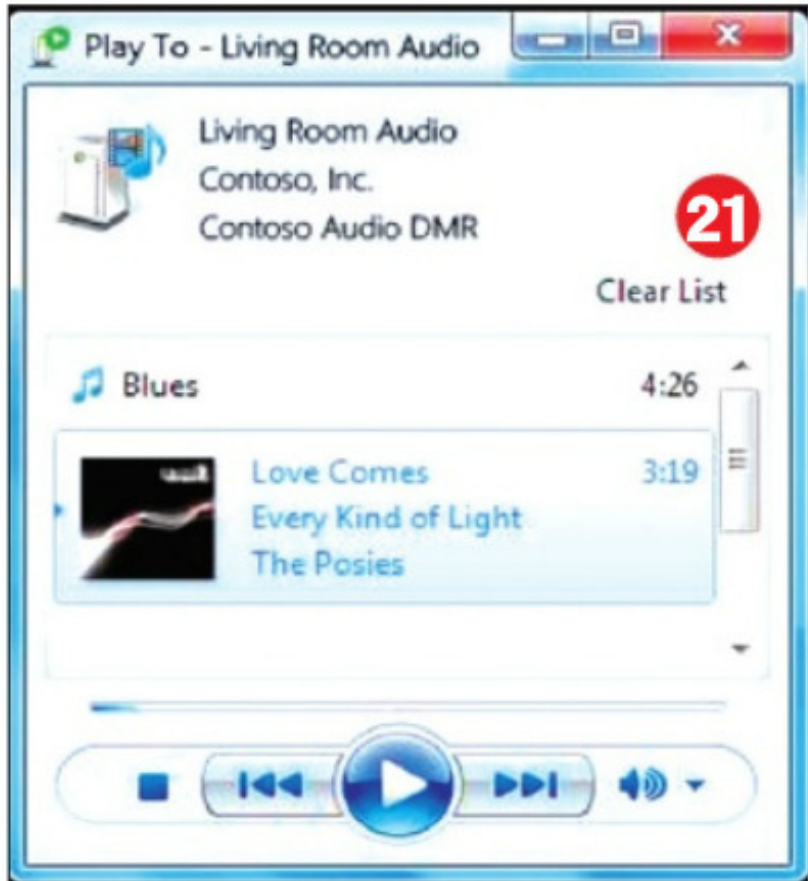 Play To - Living Room Audio
Living Room Audio
Contoso, Inc.
Contoso Audio DMR
21
Clear List
Blues 4:26
Love Comes 3:19
Every Kind of Light
The Posies